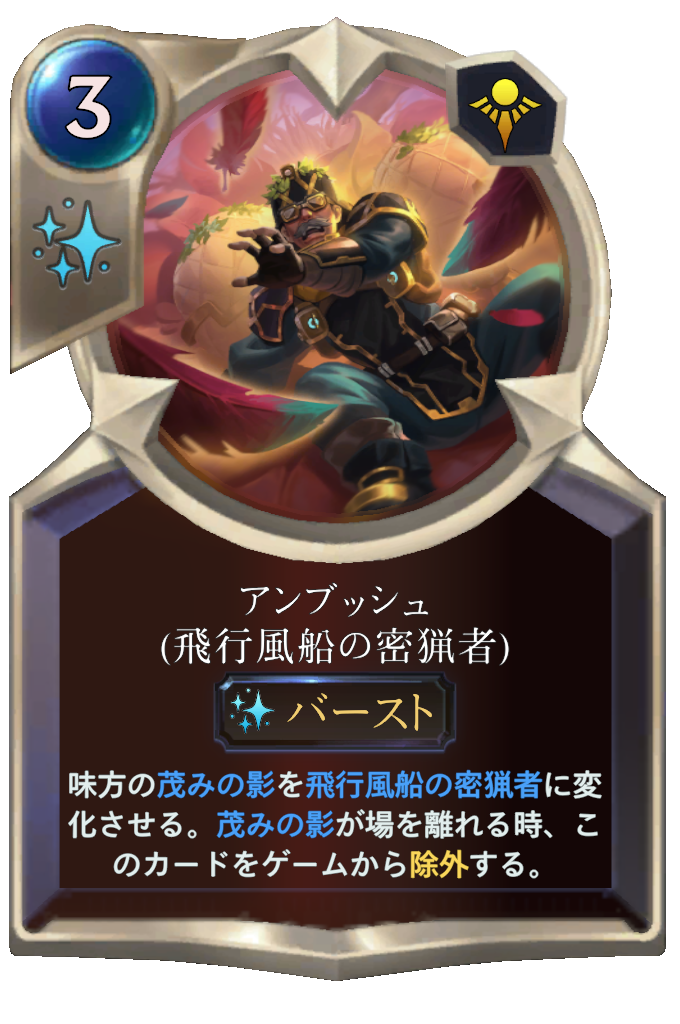 3
アンブッシュ
(飛行風船の密猟者)
バースト
味方の茂みの影を飛行風船の密猟者に変
化させる。茂みの影が場を離れる時、こ
のカードをゲームから除外する。